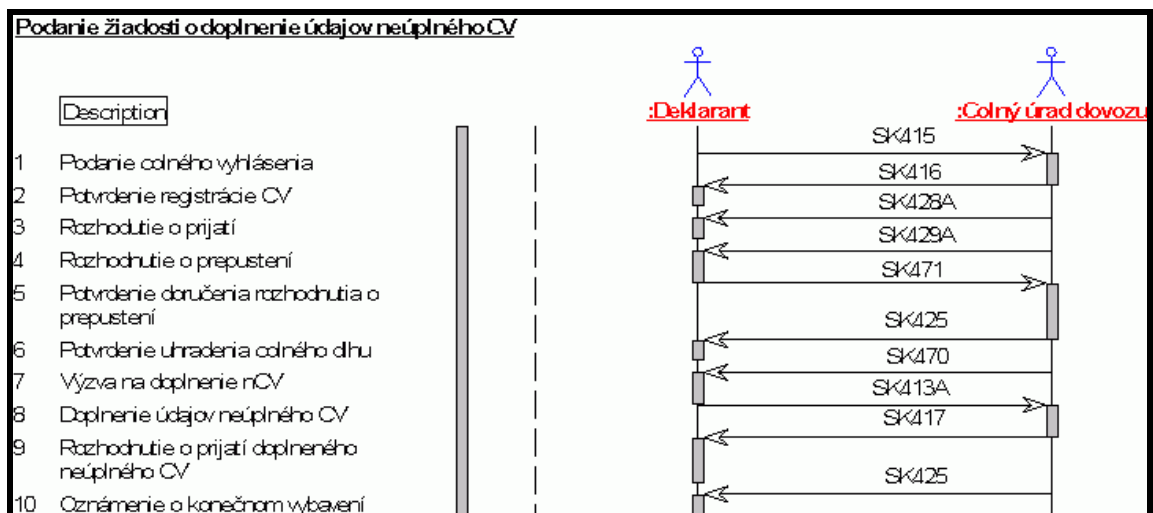 Podanie žiadosti o doplnenie údajov neúplného CV
Description
:Deklarant
:Colný úrad dovozu
SK415
1 Podanie colného vyhlásenia
SK416
2 Potvrdenie registrácie CV
SK428A
3 Rozhodutie o prijatí
SK429A
4 Rozhodnutie o prepustení
SK471
5 Potvrdenie doručenia rozhodnutia o
prepustení
SK425
6 Potvrdenie uhradenia colného dlhu
SK470
7 Výzva na doplnenie nCV
SK413A
8 Doplnenie údajov neúplného CV
SK417
9 Rozhodnutie o prijatí doplneného
neúplného CV
SK425
10 Oznámenie o konečnom vybavení